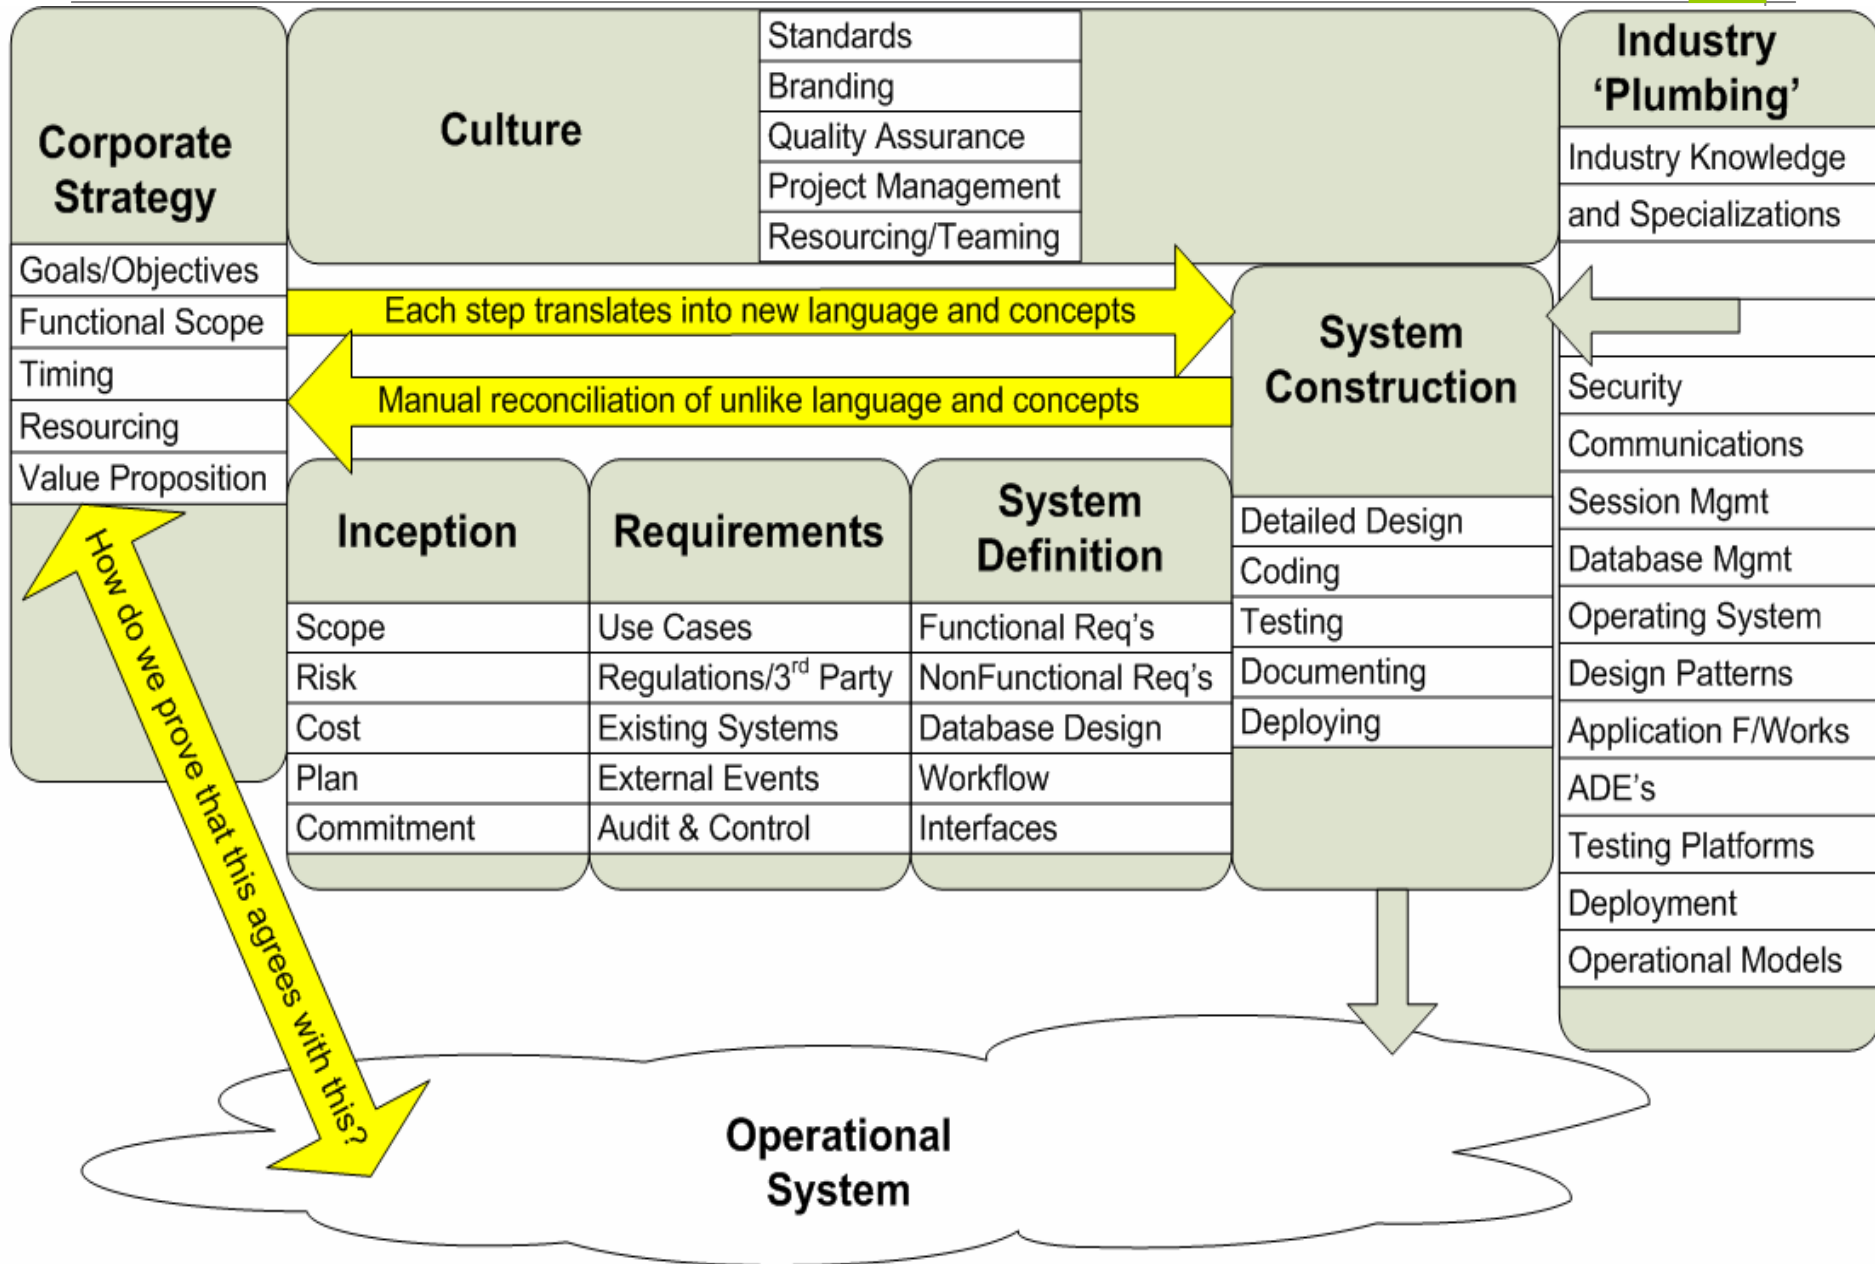 Corporate
Strategy
Goals/Objectives
Functional Scope
Timing
Resourcing
Value Proposition
Culture
Standards
Branding
Quality Assurance
Project Management
Resourcing/Teaming
Industry
‘Plumbing’
Industry Knowledge
and Specializations
Security
Communications
Session Mgmt
Database Mgmt
Operating System
Design Patterns
Application F/Works
ADE’s
Testing Platforms
Deployment
Operational Models
Each step translates into new language and concepts
Manual reconciliation of unlike language and concepts
Inception
Scope
Risk
Cost
Plan
Commitment
Requirements
Use Cases
Regulations/3rd Party
Existing Systems
External Events
Audit & Control
System
Definition
Functional Req’s
NonFunctional Req’s
Database Design
Workflow
Interfaces
System
Construction
Detailed Design
Coding
Testing
Documenting
Deploying
How do we prove that this agrees with this?
Operational
System